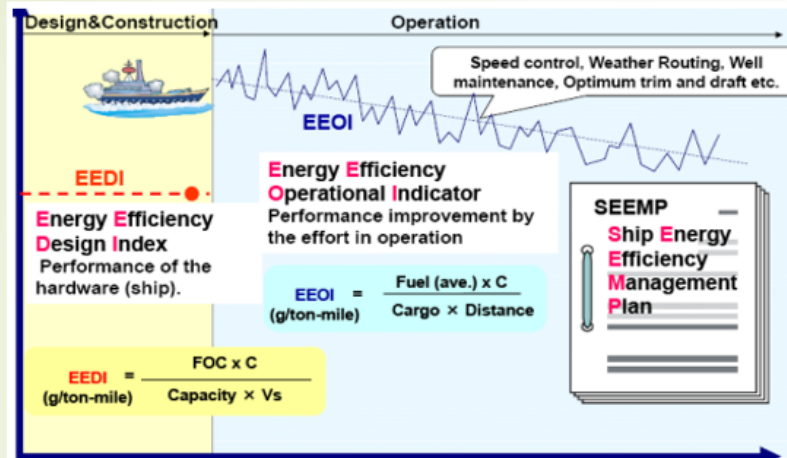 Design&Construction
Operation
Speed control, Weather Routing, Well
maintenance, Optimum trim and draft etc.
EEOI
EEDI
Energy Efficiency
Design Index
Performance of the
hardware (ship).
Energy Efficiency
Operational Indicator
Performance improvement by
the effort in operation
SEEMP
Ship Energy
Efficiency
Management
Plan
EEOI = Fuel (ave.) x C
(g/ton-mile) Cargo × Distance
EEDI = FOC x C
(g/ton-mile) Capacity × Vs